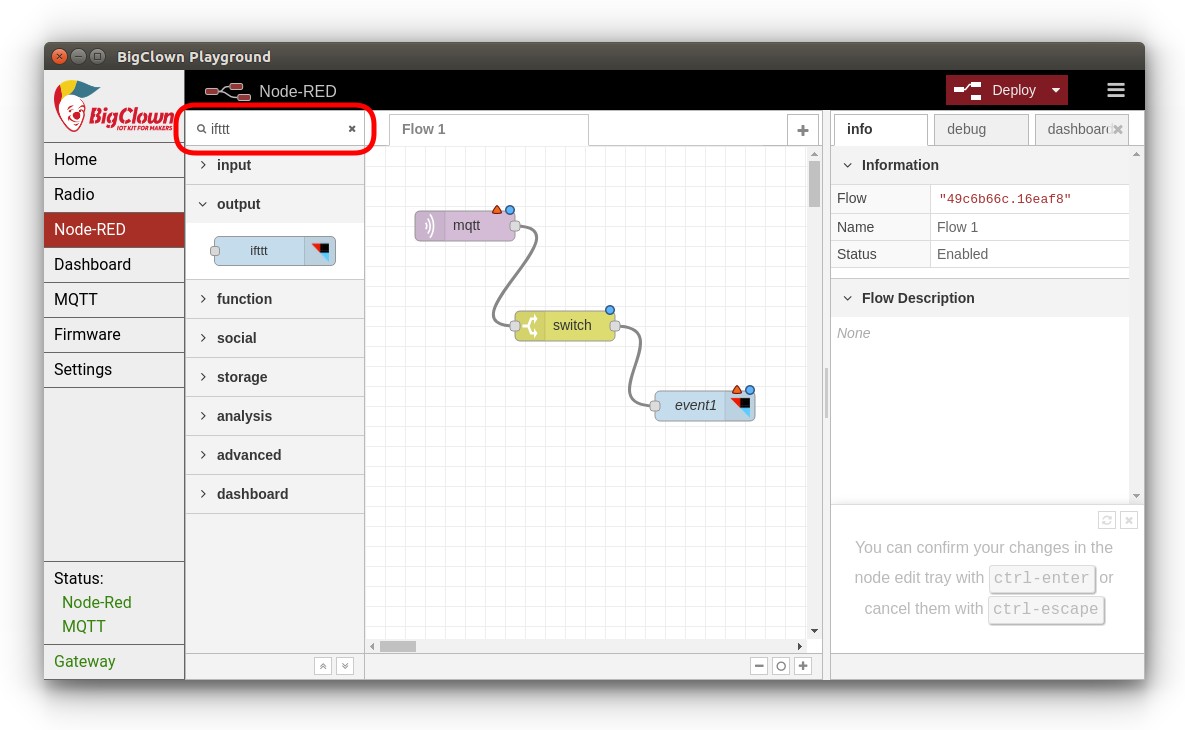 BigClown Playground
BigClown
IOT KIT FOR MAKERS
Home
Radio
Node-RED
Dashboard
MQTT
Firmware
Settings
Status:
Node-Red
MQTT
Gateway
Node-RED
Deploy
ifttt
input
output
ifttt
function
social
storage
analysis
advanced
dashboard
Flow 1
mqtt
switch
event1
info
debug
dashboard
Information
Flow "49c6b66c.16eaf8"
Name Flow 1
Status Enabled
Flow Description
None
You can confirm your changes in the
node edit tray with ctrl-enter or
cancel them with ctrl-escape